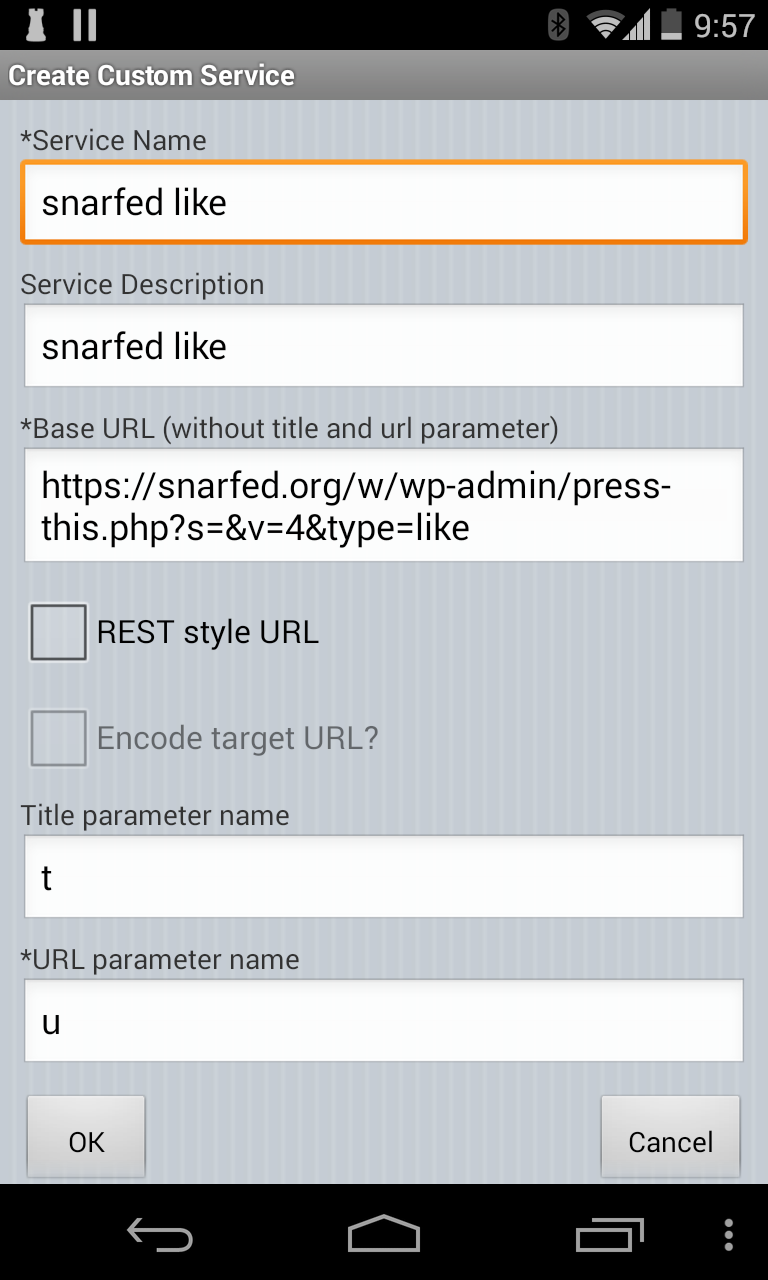 9:57
Create Custom Service
*Service Name
snarfed like
Service Description
snarfed like
*Base URL (without title and url parameter)
https://snarfed.org/w/wp-admin/press-
this.php?s=&v=4&type=like
REST style URL
Encode target URL?
Title parameter name
t
*URL parameter name
u
OK
Cancel